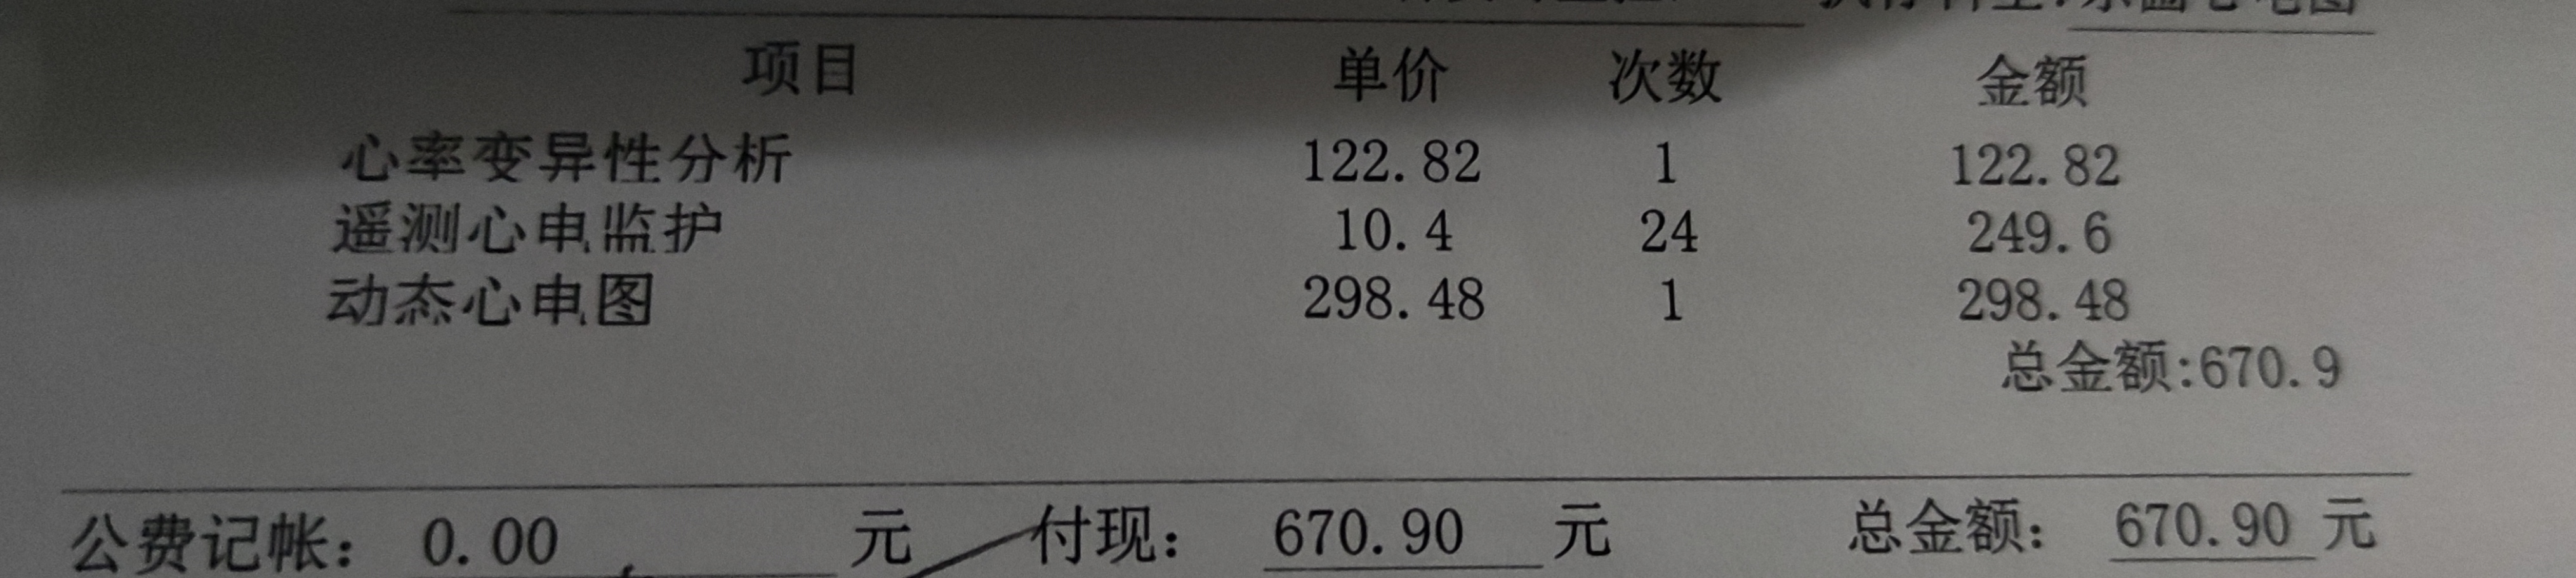 项目 单价 次数 金额
心率变异性分析 122.82 1 122.82
遥测心电监护 10.4 24 249.6
动态心电图 298.48 1 298.48
总金额:670.9
公费记帐: 0.00 元 付现: 670.90 元 总金额: 670.90 元